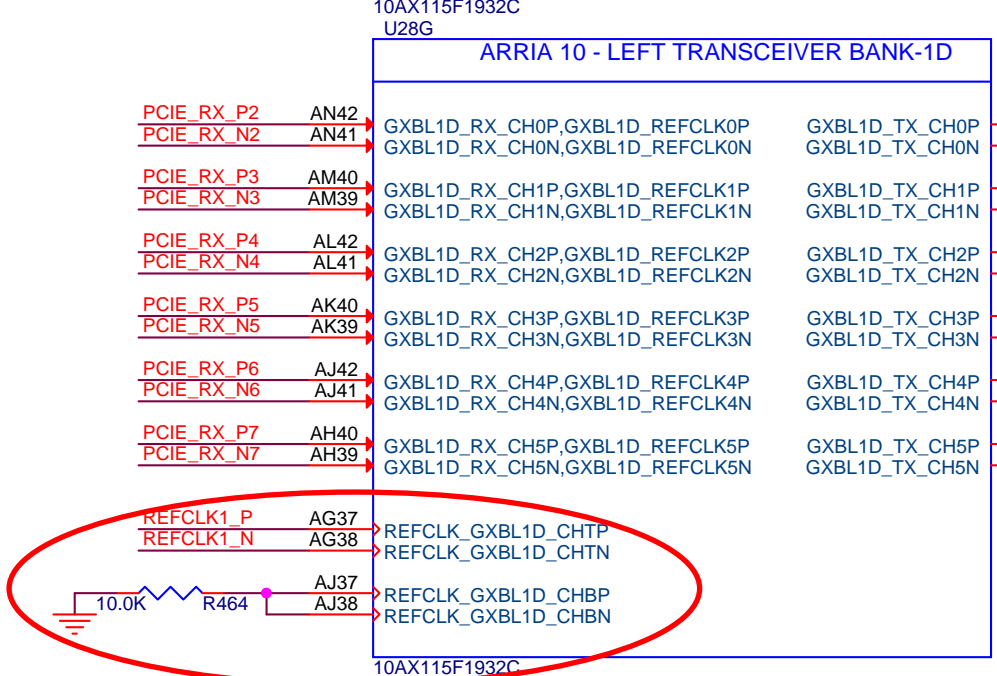 10AX115F1932C
U28G
ARRIA 10 - LEFT TRANSCEIVER BANK-1D
PCIE_RX_P2 AN42 GXBL1D_RX_CH0P,GXBL1D_REFCLK0P GXBL1D_TX_CH0P
PCIE_RX_N2 AN41 GXBL1D_RX_CH0N,GXBL1D_REFCLK0N GXBL1D_TX_CH0N
PCIE_RX_P3 AM40 GXBL1D_RX_CH1P,GXBL1D_REFCLK1P GXBL1D_TX_CH1P
PCIE_RX_N3 AM39 GXBL1D_RX_CH1N,GXBL1D_REFCLK1N GXBL1D_TX_CH1N
PCIE_RX_P4 AL42 GXBL1D_RX_CH2P,GXBL1D_REFCLK2P GXBL1D_TX_CH2P
PCIE_RX_N4 AL41 GXBL1D_RX_CH2N,GXBL1D_REFCLK2N GXBL1D_TX_CH2N
PCIE_RX_P5 AK40 GXBL1D_RX_CH3P,GXBL1D_REFCLK3P GXBL1D_TX_CH3P
PCIE_RX_N5 AK39 GXBL1D_RX_CH3N,GXBL1D_REFCLK3N GXBL1D_TX_CH3N
PCIE_RX_P6 AJ42 GXBL1D_RX_CH4P,GXBL1D_REFCLK4P GXBL1D_TX_CH4P
PCIE_RX_N6 AJ41 GXBL1D_RX_CH4N,GXBL1D_REFCLK4N GXBL1D_TX_CH4N
PCIE_RX_P7 AH40 GXBL1D_RX_CH5P,GXBL1D_REFCLK5P GXBL1D_TX_CH5P
PCIE_RX_N7 AH39 GXBL1D_RX_CH5N,GXBL1D_REFCLK5N GXBL1D_TX_CH5N
REFCLK1_P AG37 REFCLK_GXBL1D_CHTP
REFCLK1_N AG38 REFCLK_GXBL1D_CHTN
AJ37 REFCLK_GXBL1D_CHBP
10.0K R464 AJ38 REFCLK_GXBL1D_CHBN
10AX115F1932C